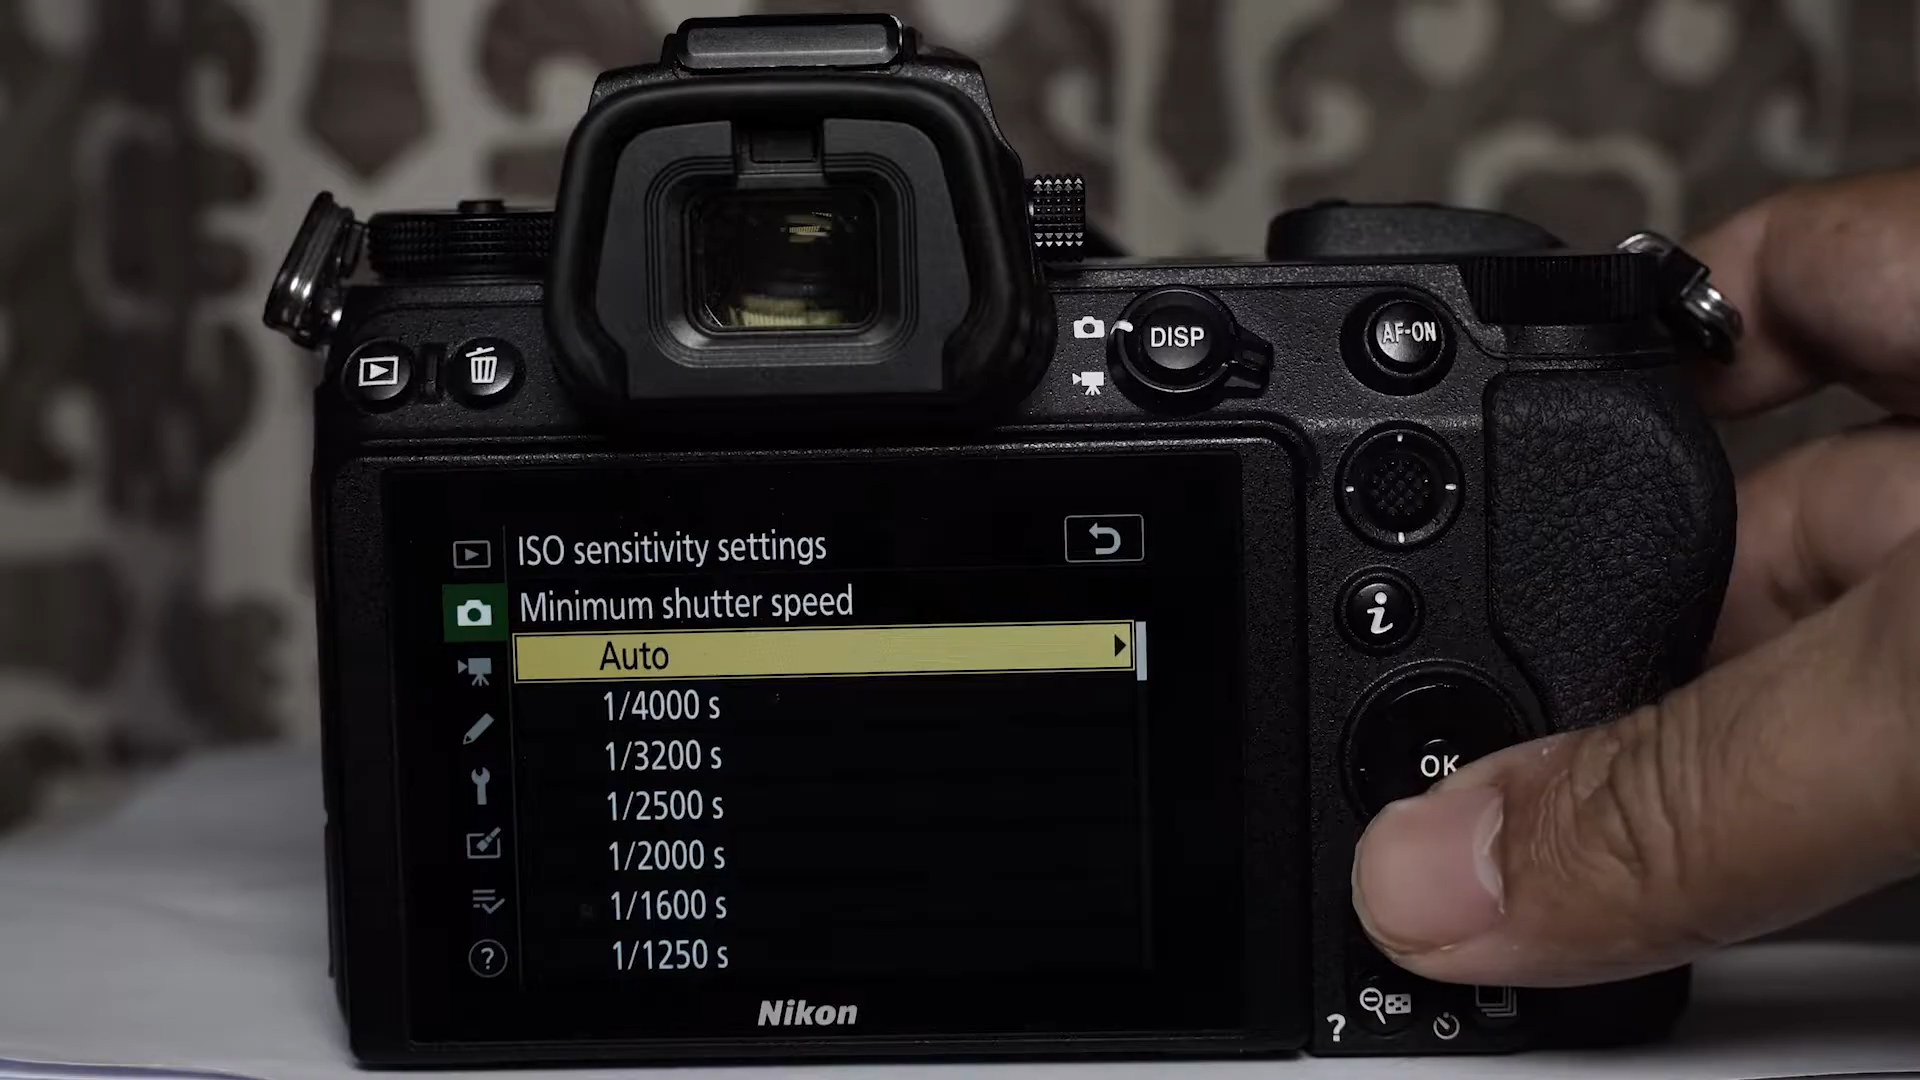 DISP
AF-ON
ISO sensitivity settings
Minimum shutter speed
Auto
1/4000 s
1/3200 s
1/2500 s
1/2000 s
1/1600 s
1/1250 s
i
OK
?
?
Nikon